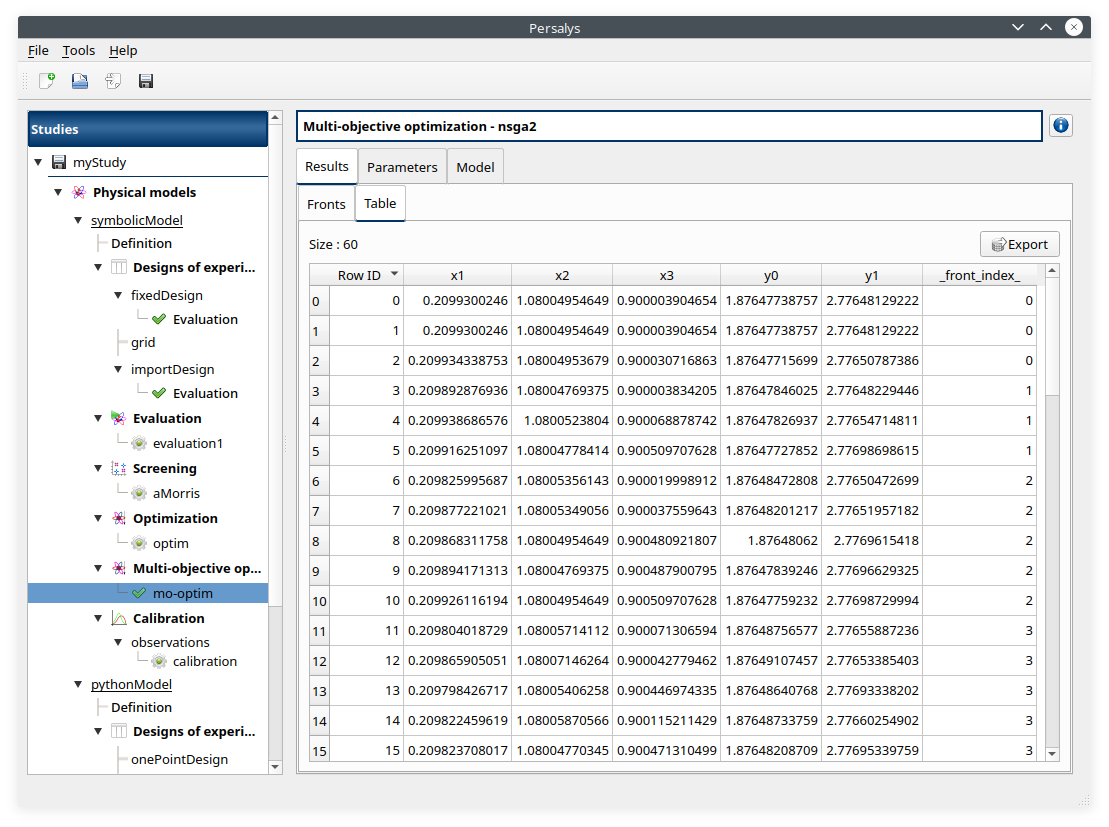 Persalys
File Tools Help
Studies
myStudy
Physical models
symbolicModel
Definition
Designs of experi...
fixedDesign
Evaluation
grid
importDesign
Evaluation
Evaluation
evaluation1
Screening
aMorris
Optimization
optim
Multi-objective op...
mo-optim
Calibration
observations
calibration
pythonModel
Definition
Designs of experi...
onePointDesign
Multi-objective optimization - nsga2
Results Parameters Model
Fronts Table
Size : 60
Export
Row ID x1 x2 x3 y0 y1 _front_index_
0 0 0.2099300246 1.08004954649 0.900003904654 1.87647738757 2.77648129222 0
1 1 0.2099300246 1.08004954649 0.900003904654 1.87647738757 2.77648129222 0
2 2 0.209934338753 1.08004953679 0.900030716863 1.87647715699 2.77650787386 0
3 3 0.209892876936 1.08004769375 0.900003834205 1.87647846025 2.77648229446 1
4 4 0.209938686576 1.0800523804 0.900068878742 1.87647826937 2.77654714811 1
5 5 0.209916251097 1.08004778414 0.900509707628 1.87647727852 2.77698698615 1
6 6 0.209825995687 1.08005356143 0.900019998912 1.87648472808 2.77650472699 2
7 7 0.209877221021 1.08005349056 0.900037559643 1.87648201217 2.77651957182 2
8 8 0.209868311758 1.08004954649 0.900480921807 1.87648062 2.7769615418 2
9 9 0.209894171313 1.08004769375 0.900487900795 1.87647839246 2.77696629325 2
10 10 0.209926116194 1.08004954649 0.900509707628 1.87647759232 2.77698729994 2
11 11 0.209804018729 1.08005714112 0.900071306594 1.87648756577 2.77655887236 3
12 12 0.209865905051 1.08007146264 0.900042779462 1.87649107457 2.77653385403 3
13 13 0.209798426717 1.08005406258 0.900446974335 1.87648640768 2.77693338202 3
14 14 0.209822459619 1.08005870566 0.900115211429 1.87648733759 2.77660254902 3
15 15 0.209823708017 1.08004770345 0.900471310499 1.87648208709 2.77695339759 3